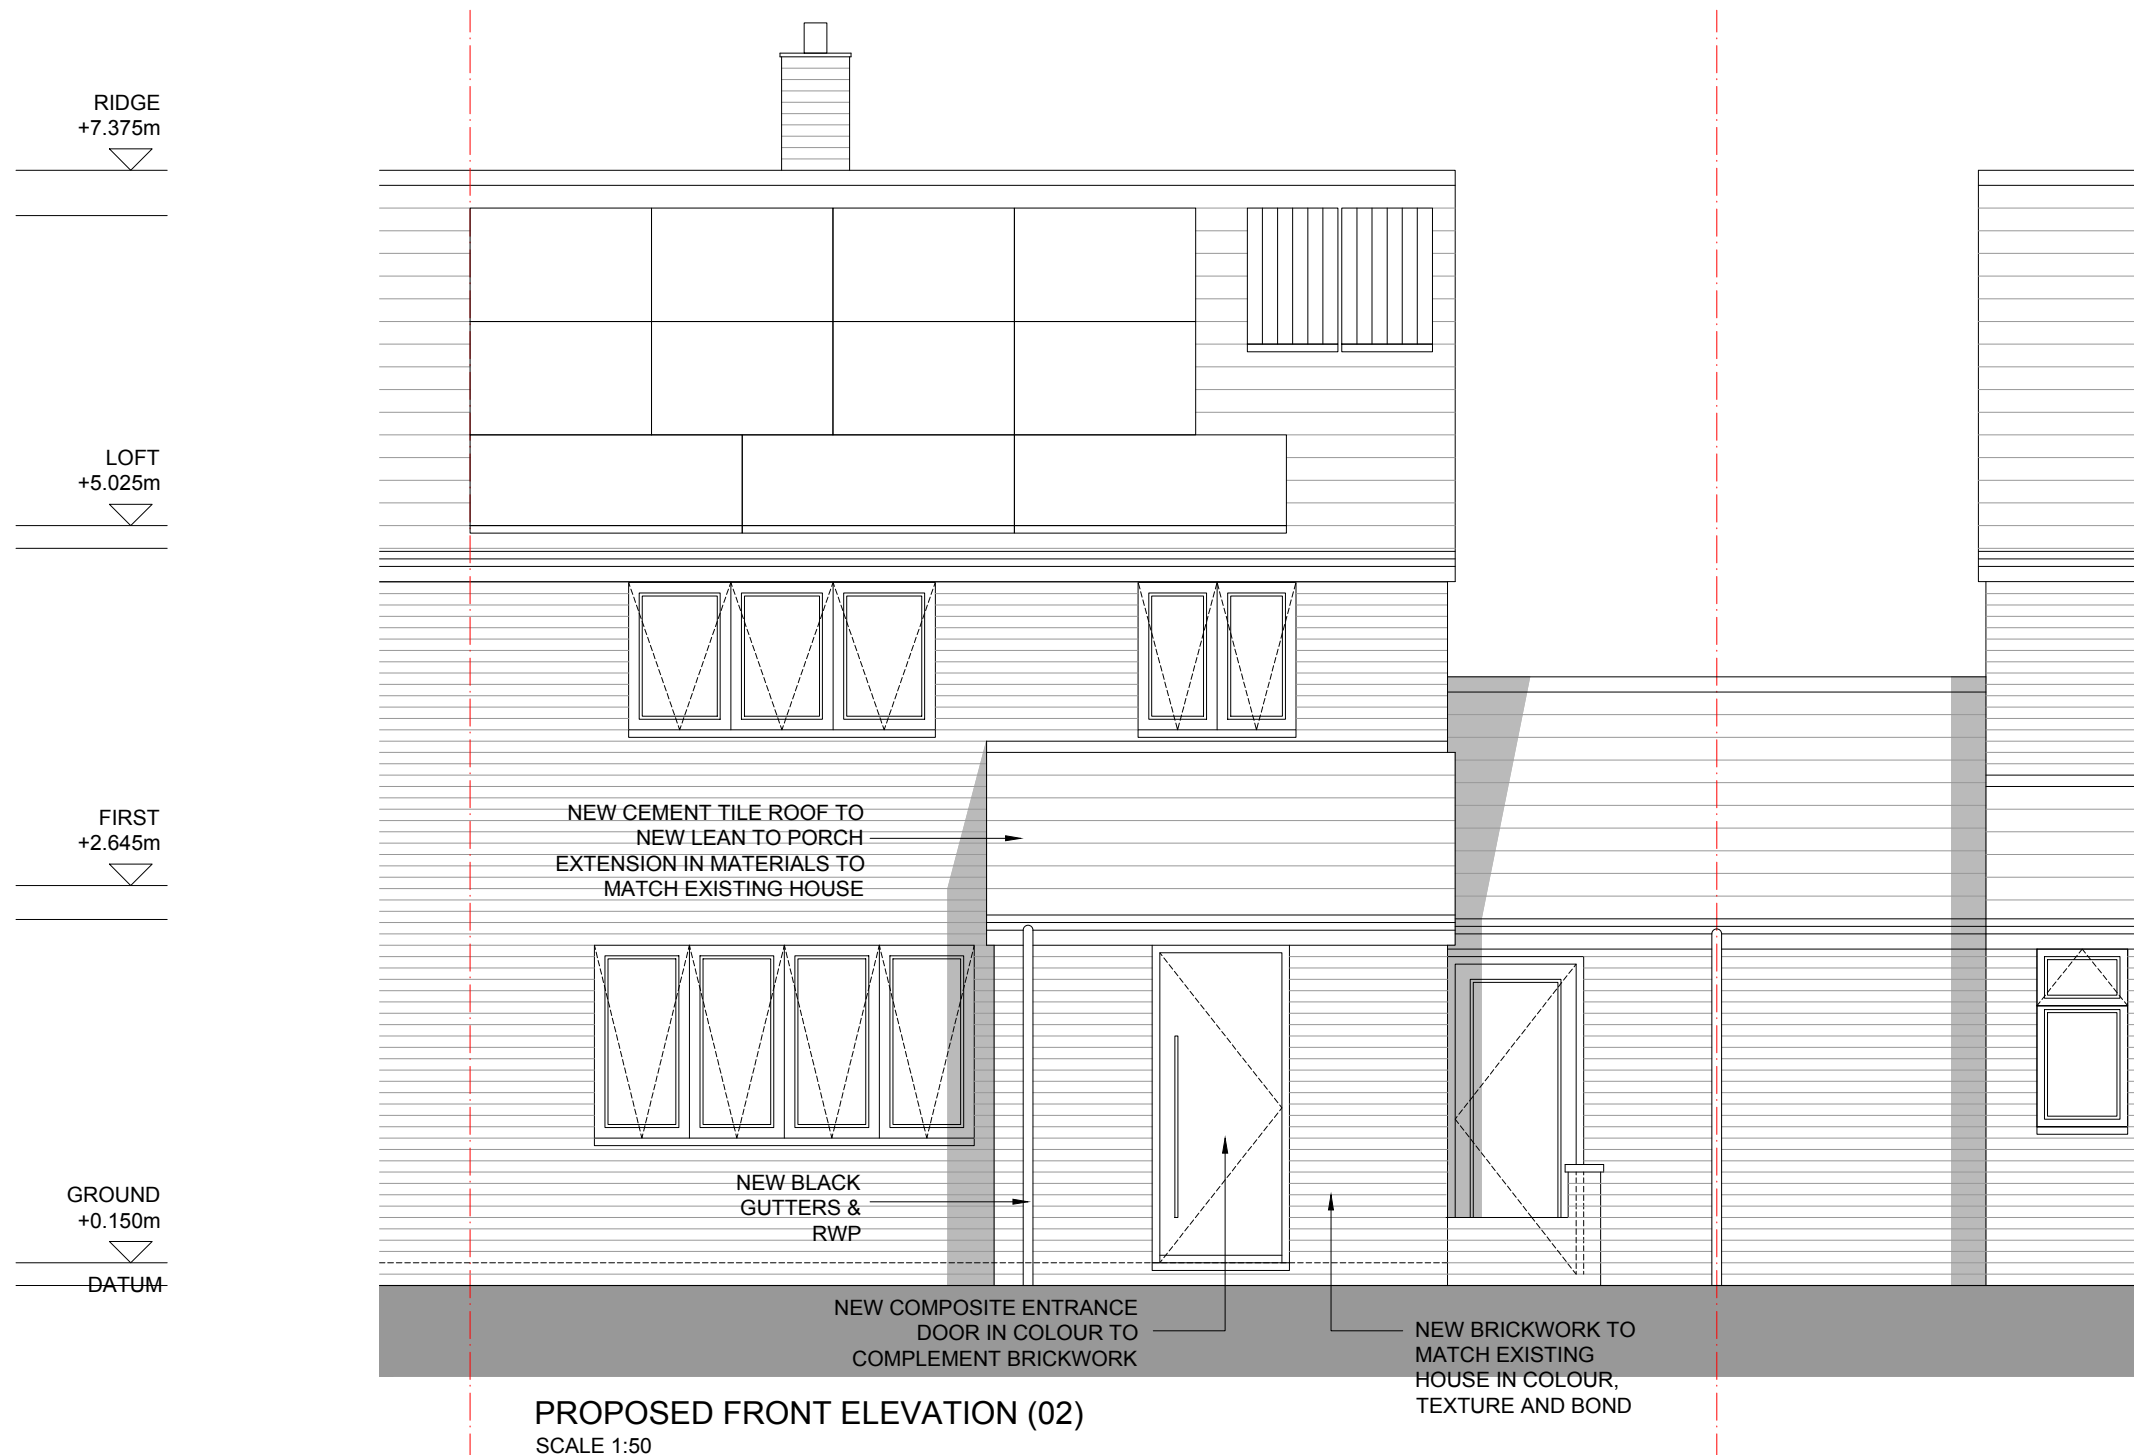 RIDGE
+7.375m
LOFT
+5.025m
FIRST
+2.645m
GROUND
+0.150m
DATUM
NEW CEMENT TILE ROOF TO
NEW LEAN TO PORCH
EXTENSION IN MATERIALS TO
MATCH EXISTING HOUSE
NEW BLACK
GUTTERS &
RWP
NEW COMPOSITE ENTRANCE
DOOR IN COLOUR TO
COMPLEMENT BRICKWORK
NEW BRICKWORK TO
MATCH EXISTING
HOUSE IN COLOUR,
TEXTURE AND BOND
PROPOSED FRONT ELEVATION (02)
SCALE 1:50